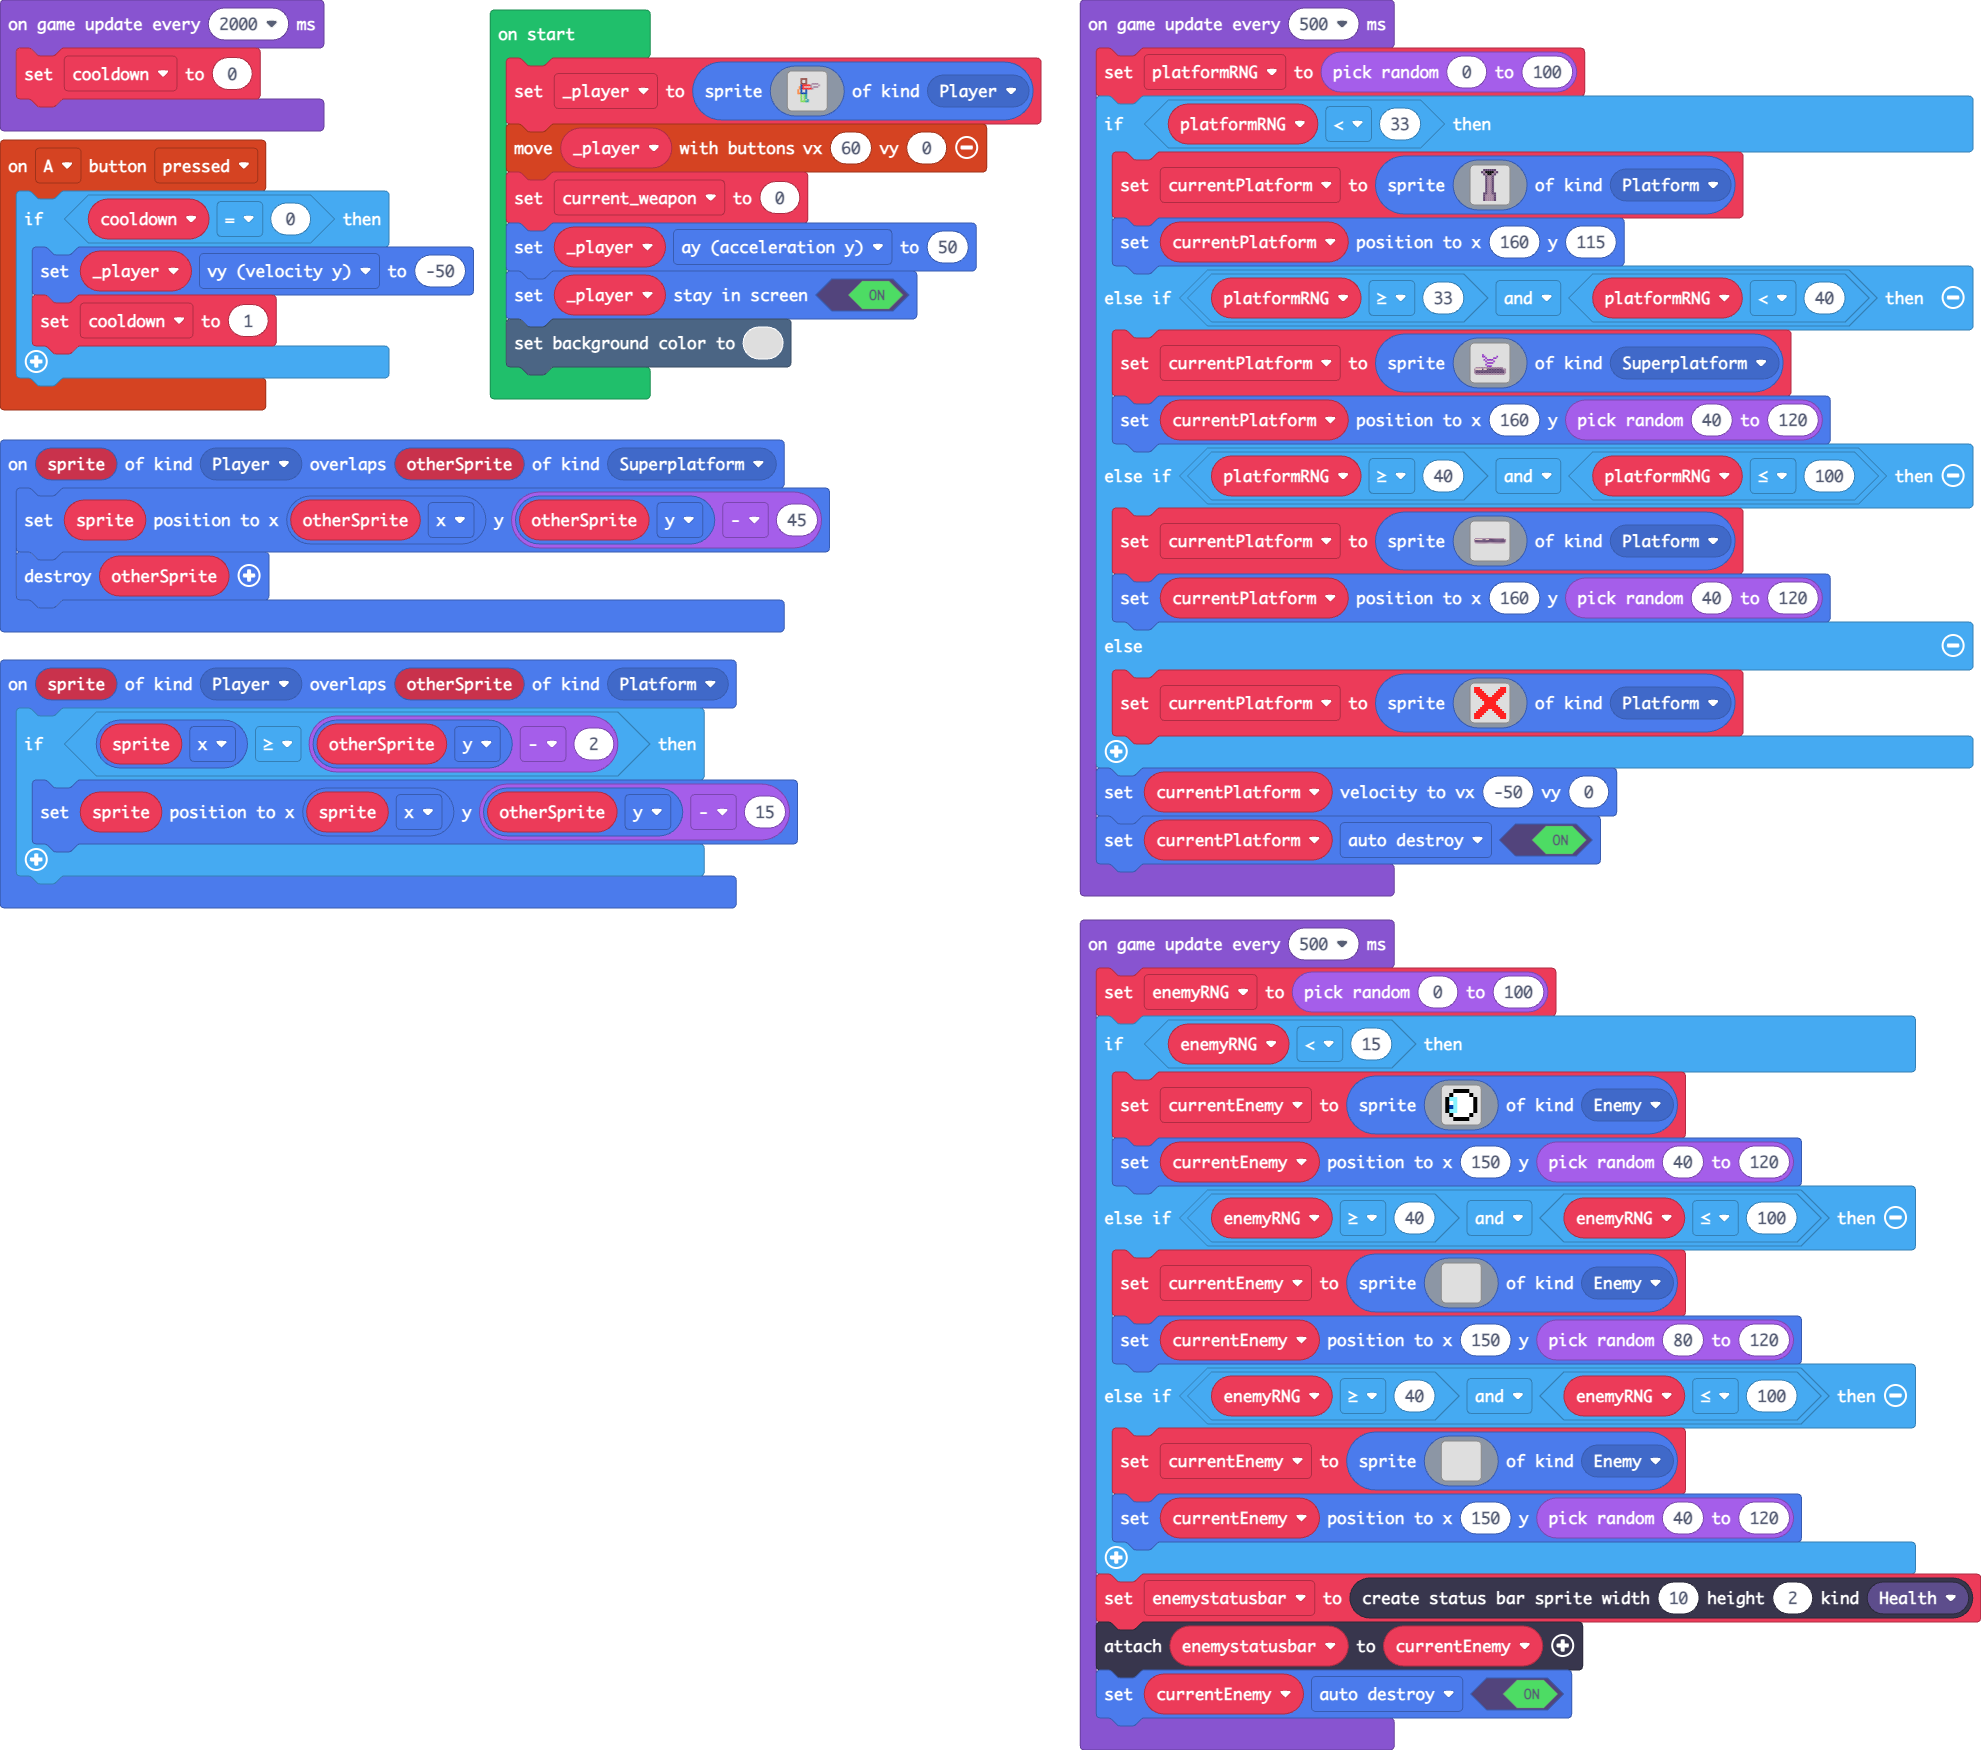 on game update every 2000 ms
set cooldown to 0
on A button pressed
if cooldown = 0 then
set _player vy (velocity y) to -50
set cooldown to 1
on start
set _player to sprite of kind Player
move _player with buttons vx 60 vy 0
set current_weapon to 0
set _player ay (acceleration y) to 50
set _player stay in screen ON
set background color to
on sprite of kind Player overlaps otherSprite of kind Superplatform
set sprite position to x otherSprite x y otherSprite y - 45
destroy otherSprite
on sprite of kind Player overlaps otherSprite of kind Platform
if sprite x ≥ otherSprite y - 2 then
set sprite position to x sprite x y otherSprite y - 15
on game update every 500 ms
set platformRNG to pick random 0 to 100
if platformRNG < 33 then
set currentPlatform to sprite of kind Platform
set currentPlatform position to x 160 y 115
else if platformRNG ≥ 33 and platformRNG < 40 then
set currentPlatform to sprite of kind Superplatform
set currentPlatform position to x 160 y pick random 40 to 120
else if platformRNG ≥ 40 and platformRNG ≤ 100 then
set currentPlatform to sprite of kind Platform
set currentPlatform position to x 160 y pick random 40 to 120
else
set currentPlatform to sprite of kind Platform
set currentPlatform velocity to vx -50 vy 0
set currentPlatform auto destroy ON
on game update every 500 ms
set enemyRNG to pick random 0 to 100
if enemyRNG < 15 then
set currentEnemy to sprite of kind Enemy
set currentEnemy position to x 150 y pick random 40 to 120
else if enemyRNG ≥ 40 and enemyRNG ≤ 100 then
set currentEnemy to sprite of kind Enemy
set currentEnemy position to x 150 y pick random 80 to 120
else if enemyRNG ≥ 40 and enemyRNG ≤ 100 then
set currentEnemy to sprite of kind Enemy
set currentEnemy position to x 150 y pick random 40 to 120
set enemystatusbar to create status bar sprite width 10 height 2 kind Health
attach enemystatusbar to currentEnemy
set currentEnemy auto destroy ON